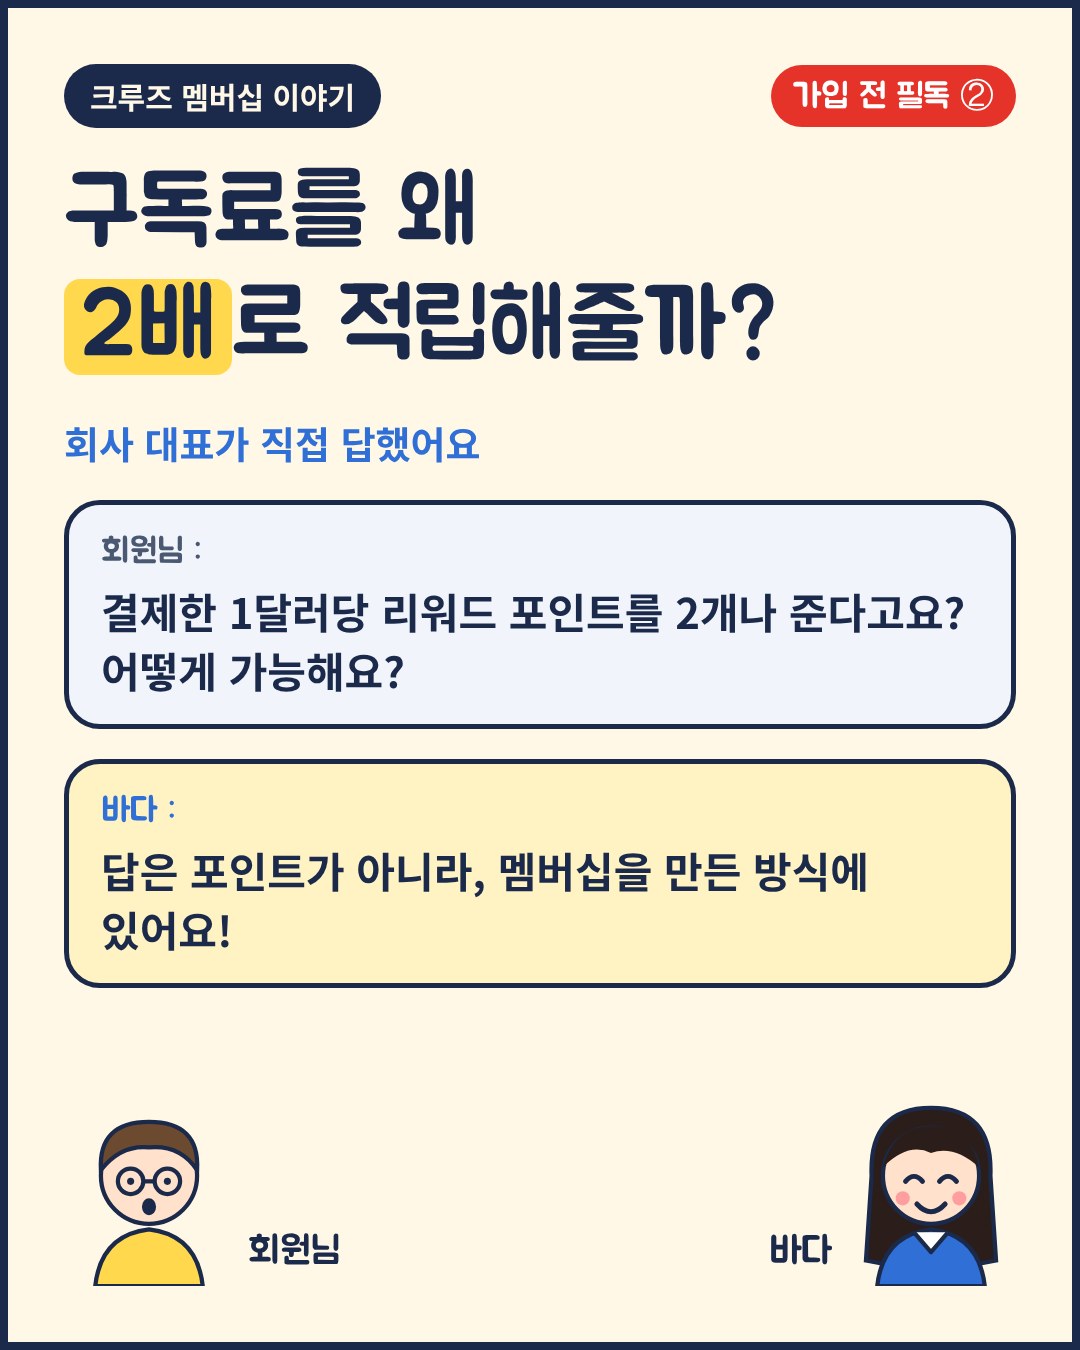 크루즈 멤버십 이야기
가입 전 필독 ②
구독료를 왜
2배로 적립해줄까?
회사 대표가 직접 답했어요
회원님 :
결제한 1달러당 리워드 포인트를 2개나 준다고요?
어떻게 가능해요?
바다 :
답은 포인트가 아니라, 멤버십을 만든 방식에
있어요!
회원님
바다